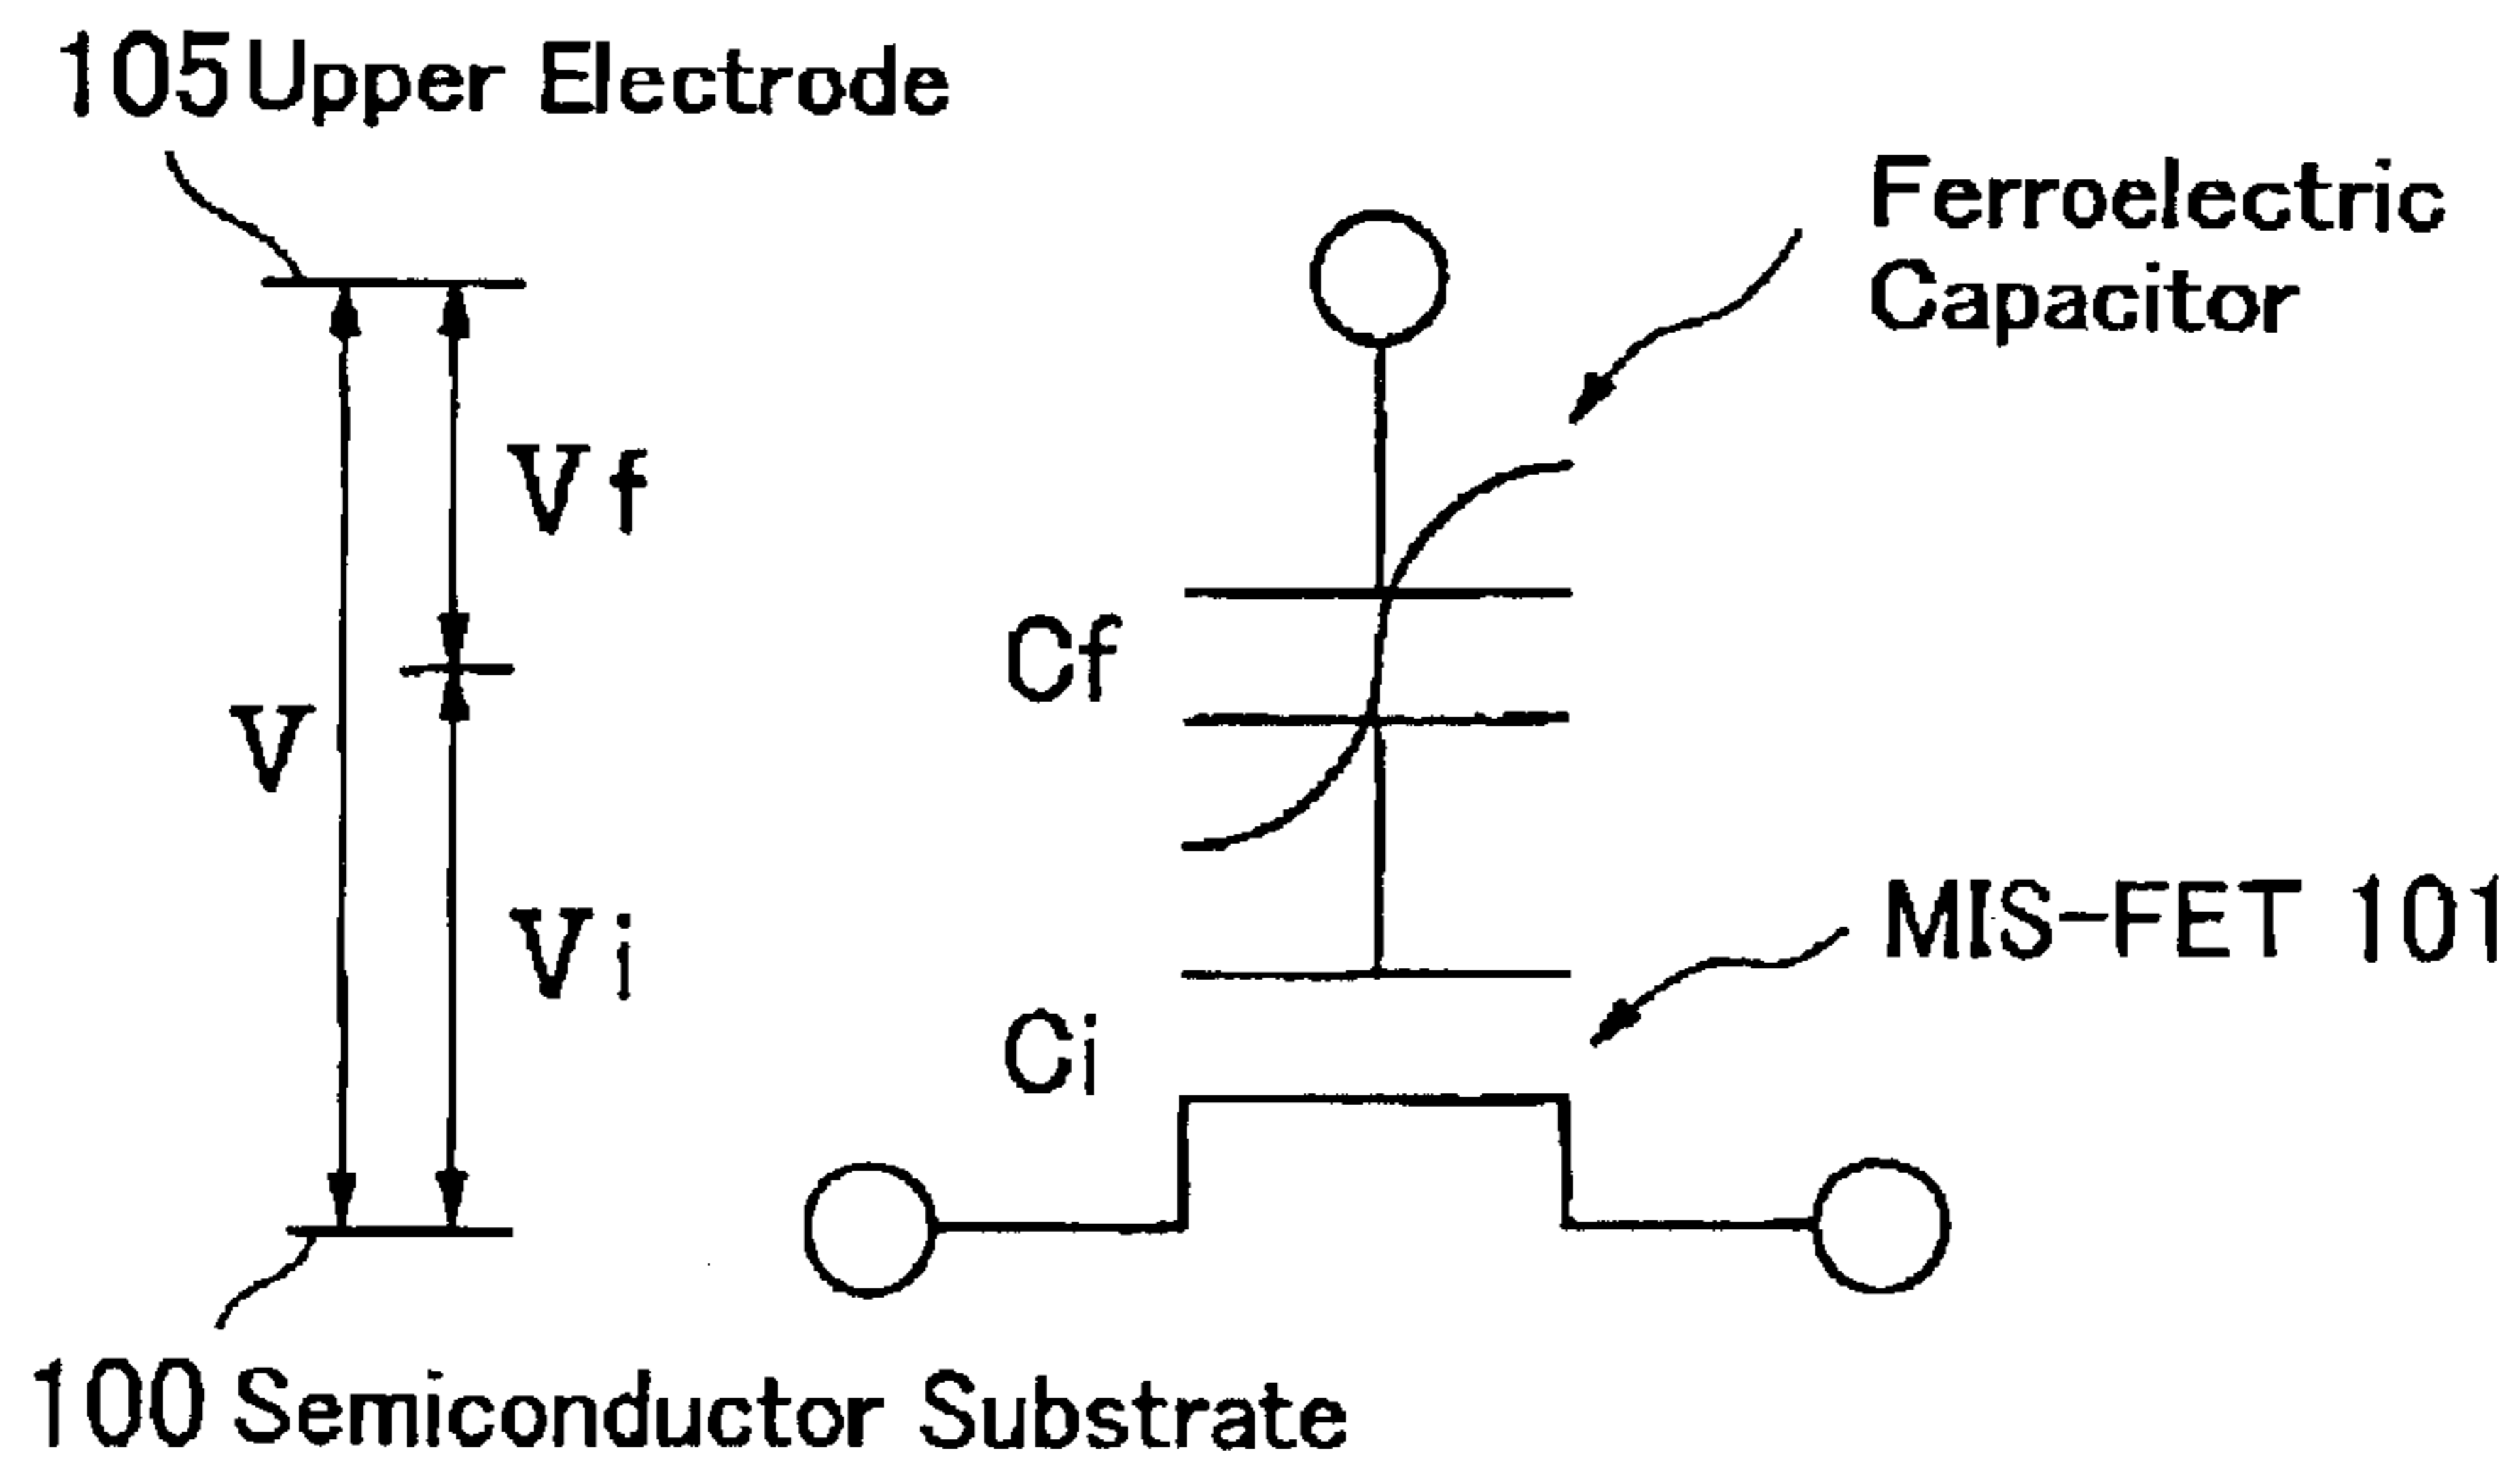 105 Upper Electrode
Ferroelectric
Capacitor
Vf
Cf
V
Vi
MIS-FET 101
Ci
100 Semiconductor Substrate